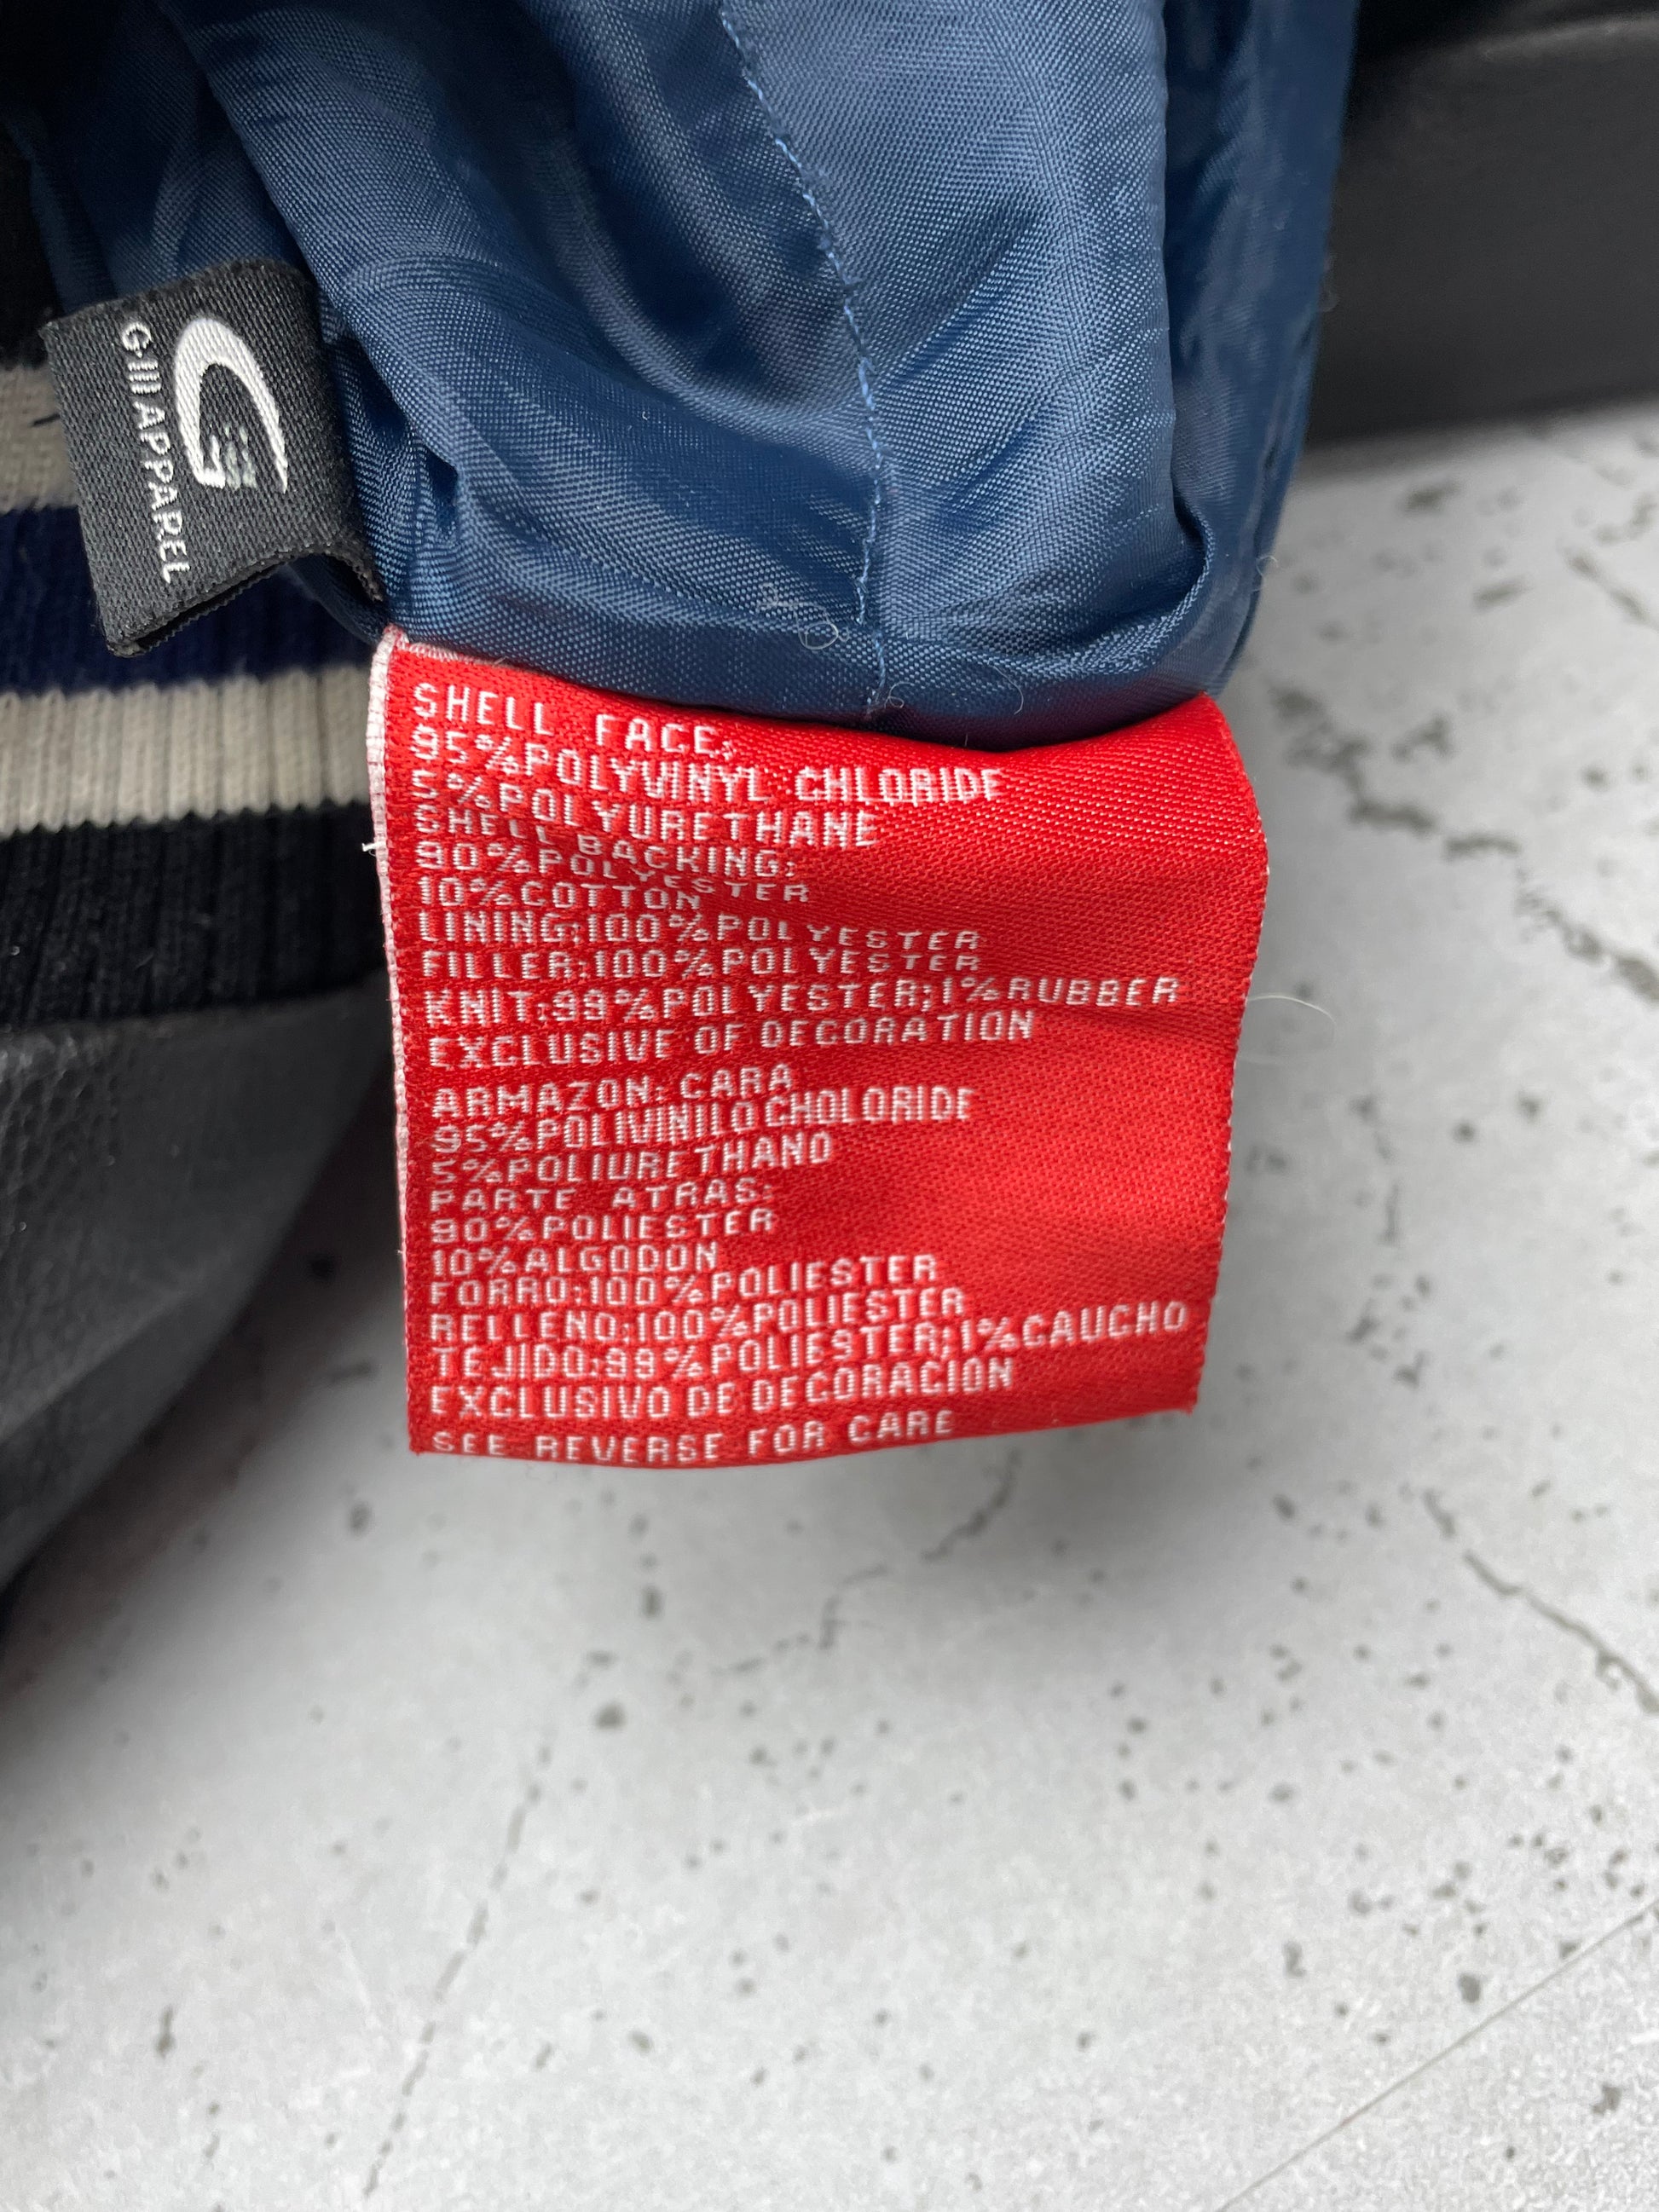 G
G-III APPAREL
SHELL FACE:
95%POLYVINYL CHLORIDE
5%POLYURETHANE
SHELL BACKING:
90%POLYESTER
10%COTTON
LINING:100%POLYESTER
FILLER:100%POLYESTER
KNIT:99%POLYESTER;1%RUBBER
EXCLUSIVE OF DECORATION
ARMAZON: CARA
95%POLIVINILO CHOLORIDE
5%POLIURETHANO
PARTE ATRAS:
90%POLIESTER
10%ALGODON
FORRO:100%POLIESTER
RELLENO:100%POLIESTER
TEJIDO:99%POLIESTER;1%CAUCHO
EXCLUSIVO DE DECORACION
SEE REVERSE FOR CARE